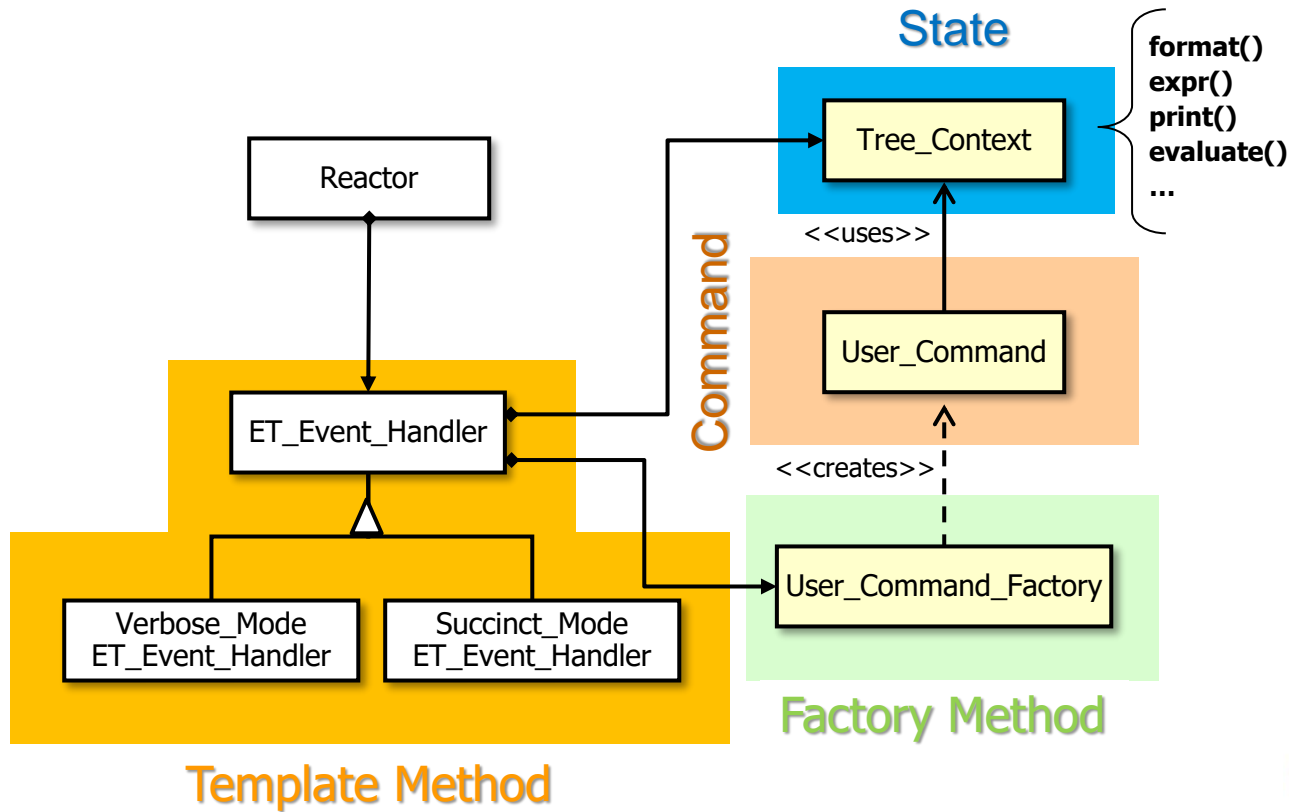 State
format()
expr()
print()
evaluate()
...
Tree_Context
Reactor
<<uses>>
Command
User_Command
ET_Event_Handler
<<creates>>
User_Command_Factory
Verbose_Mode
ET_Event_Handler
Succinct_Mode
ET_Event_Handler
Factory Method
Template Method